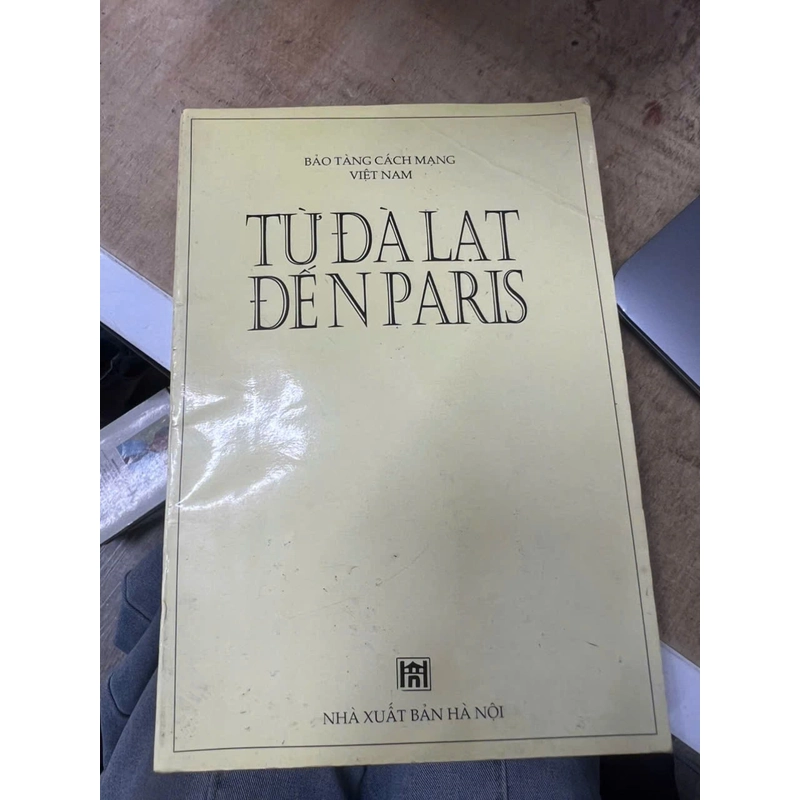 BẢO TÀNG CÁCH MẠNG
VIỆT NAM
TỪ ĐÀ LẠT
ĐẾN PARIS
NHÀ XUẤT BẢN HÀ NỘI